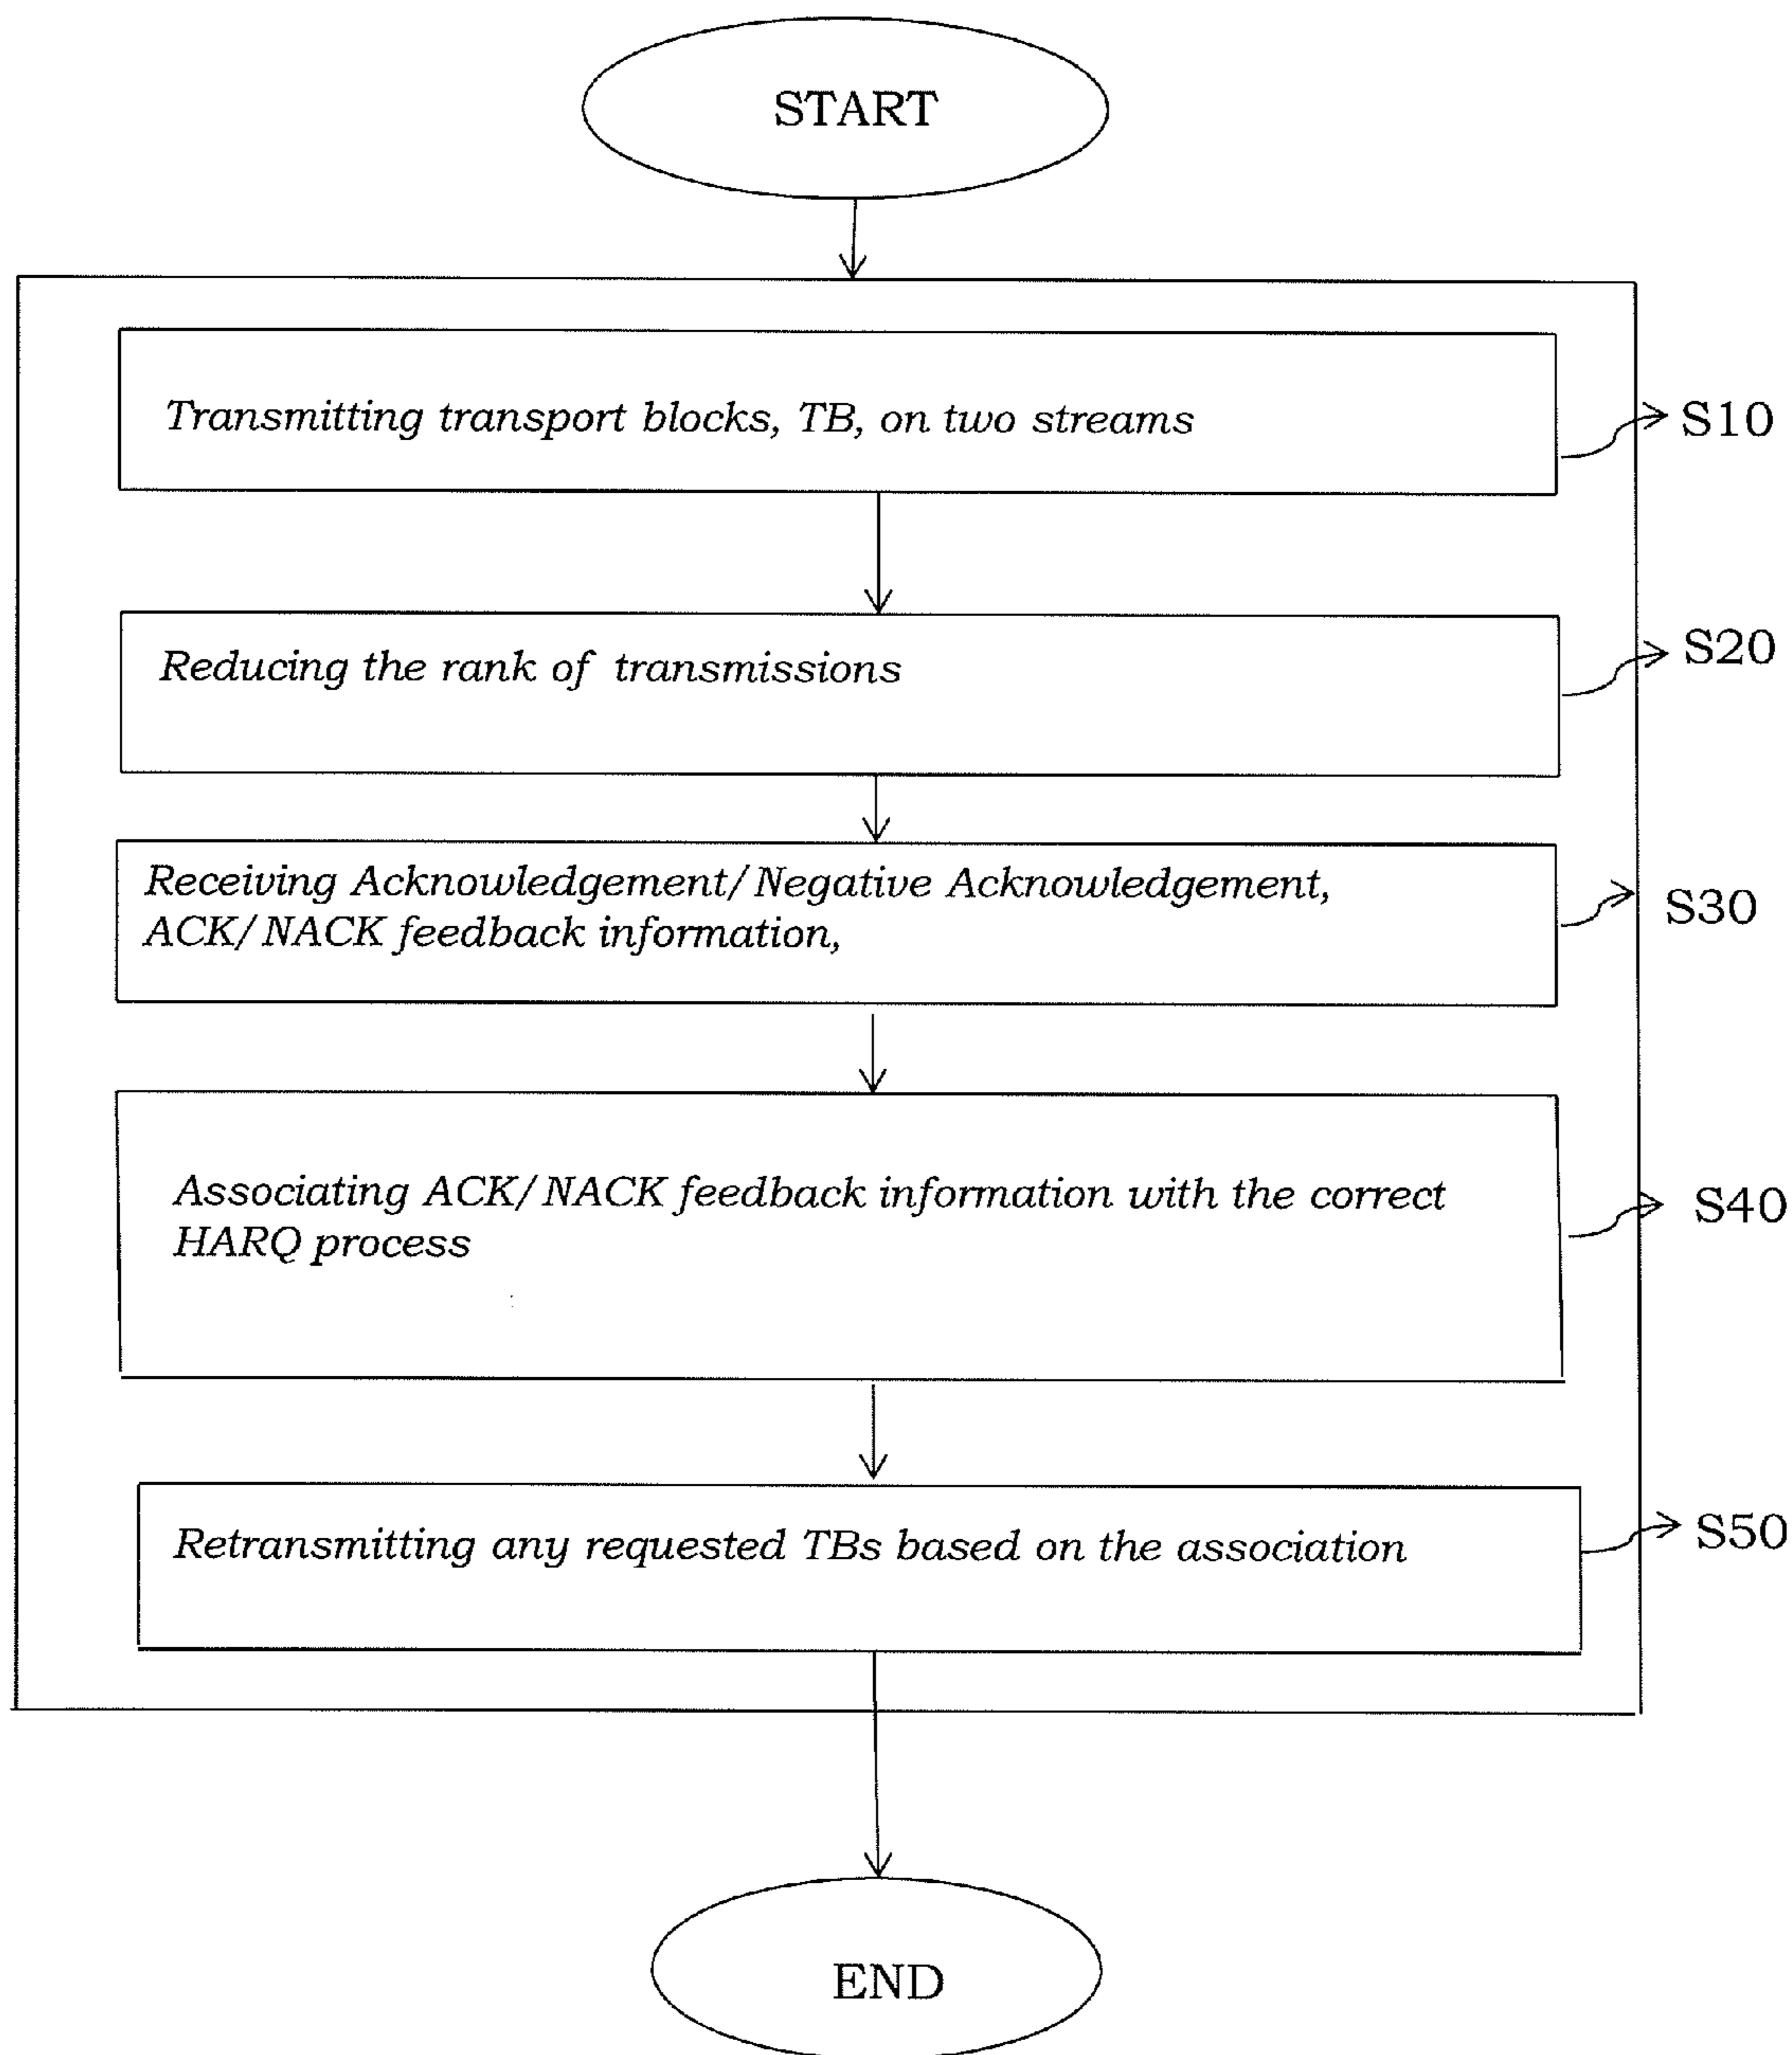 START
Transmitting transport blocks, TB, on two streams
S10
Reducing the rank of transmissions
S20
Receiving Acknowledgement/Negative Acknowledgement,
ACK/NACK feedback information,
S30
Associating ACK/NACK feedback information with the correct
HARQ process
S40
Retransmitting any requested TBs based on the association
S50
END